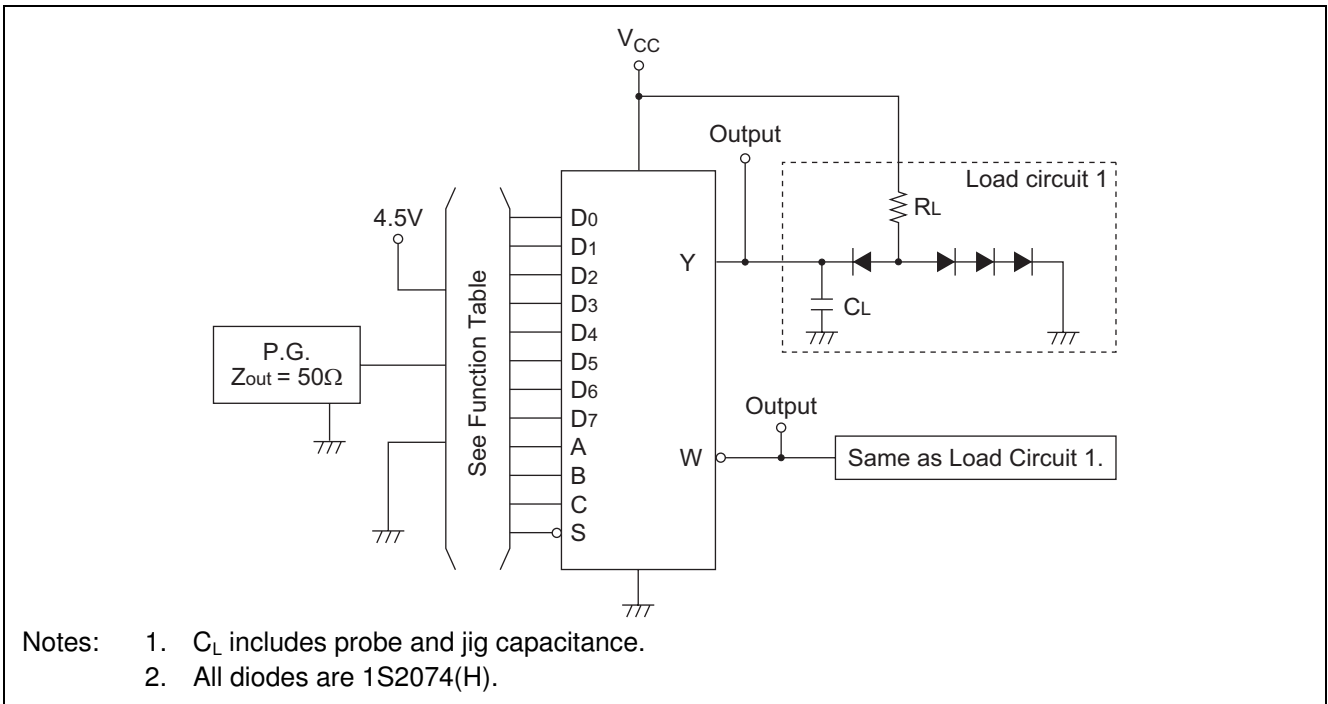 VCC
Output
Load circuit 1
RL
4.5V
D0
D1
D2
D3
D4
D5
D6
D7
A
B
C
S
Y
CL
See Function Table
P.G.
Zout = 50Ω
Output
W
Same as Load Circuit 1.
Notes: 1. CL includes probe and jig capacitance.
2. All diodes are 1S2074(H).